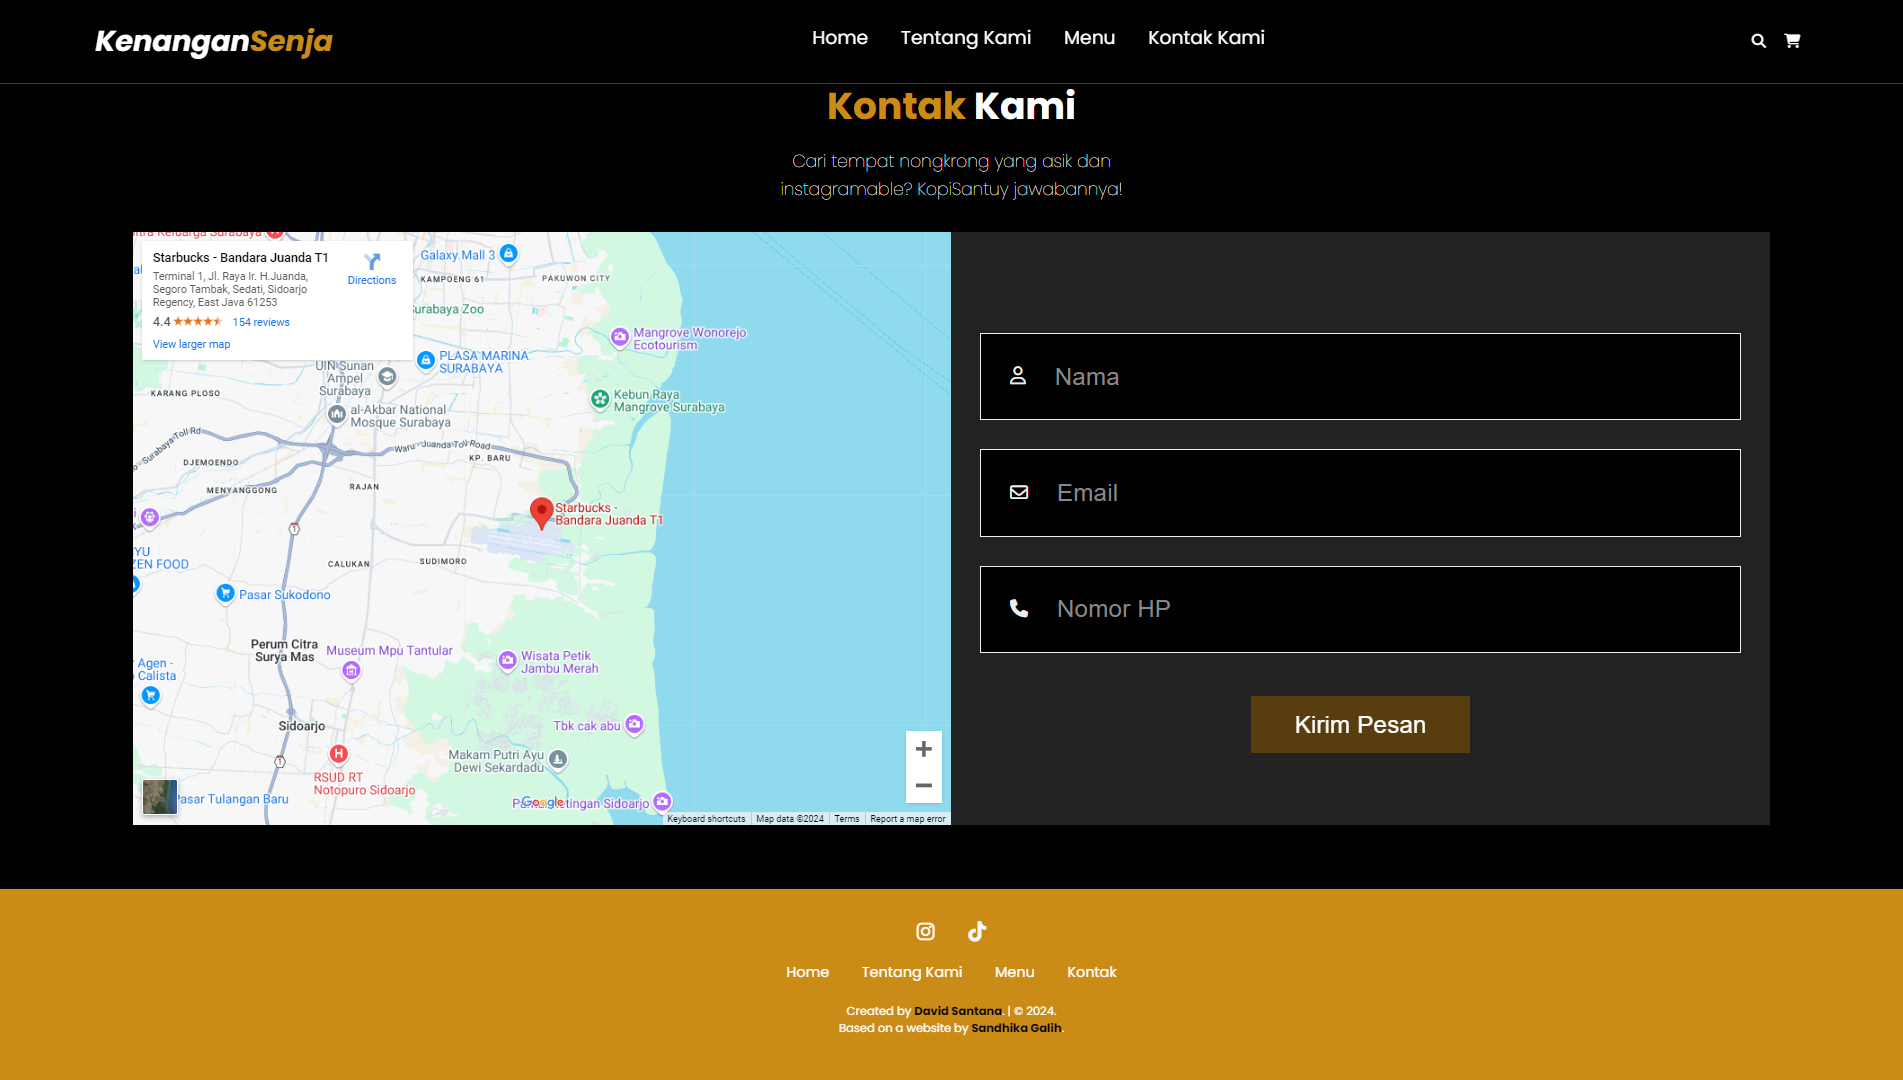 KenanganSenja
Home Tentang Kami Menu Kontak Kami
Kontak Kami
Cari tempat nongkrong yang asik dan
instagramable? KopiSantuy jawabannya!
Starbucks - Bandara Juanda T1
Terminal 1, Jl. Raya Ir. H.Juanda,
Segoro Tambak, Sedati, Sidoarjo
Regency, East Java 61253
Directions
4.4 154 reviews
View larger map
Galaxy Mall 3
KAMPOENG 61
PAKUWON CITY
Surabaya Zoo
Mangrove Wonorejo
Ecotourism
PLASA MARINA
SURABAYA
UIN Sunan
Ampel
Surabaya
KARANG PLOSO
Kebun Raya
Mangrove Surabaya
al-Akbar National
Mosque Surabaya
Surabaya Toll Rd
Waru - Juanda Toll Road
DJEMOENDO
KP. BARU
MENYANGGONG
RAJAN
Starbucks -
Bandara Juanda T1
1
CALUKAN
SUDIMORO
ZEN FOOD
Pasar Sukodono
Perum Citra
Surya Mas
Museum Mpu Tantular
Wisata Petik
Jambu Merah
Agen -
Calista
Sidoarjo
Tbk cak abu
1
H
RSUD RT
Notopuro Sidoarjo
Makam Putri Ayu
Dewi Sekardadu
Pasar Tulangan Baru
Google
Keyboard shortcuts Map data ©2024 Terms Report a map error
Nama
Email
Nomor HP
Kirim Pesan
Home Tentang Kami Menu Kontak
Created by David Santana. | © 2024.
Based on a website by Sandhika Galih.